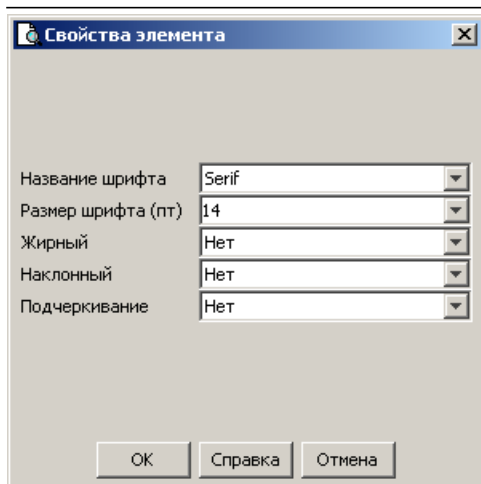 Свойства элемента
Название шрифта Serif
Размер шрифта (пт) 14
Жирный Нет
Наклонный Нет
Подчеркивание Нет
OK Справка Отмена